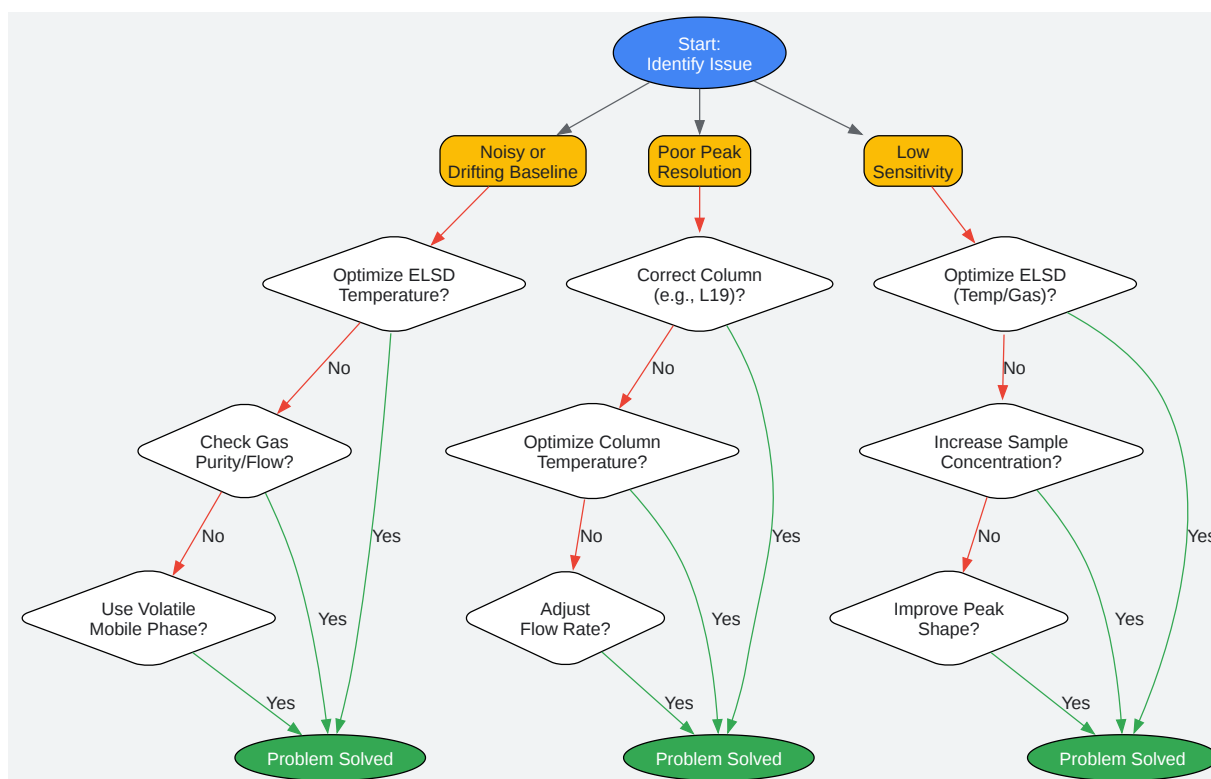 Start:
Identify Issue
Noisy or
Drifting Baseline
Poor Peak
Resolution
Low
Sensitivity
Optimize ELSD
Temperature?
Correct Column
(e.g., L19)?
Optimize ELSD
(Temp/Gas)?
No
No
No
Check Gas
Purity/Flow?
Optimize Column
Temperature?
Increase Sample
Concentration?
No
Yes
No
Yes
No
Yes
Use Volatile
Mobile Phase?
Yes
Adjust
Flow Rate?
Yes
Improve Peak
Shape?
Yes
Yes
Yes
Yes
Problem Solved
Problem Solved
Problem Solved